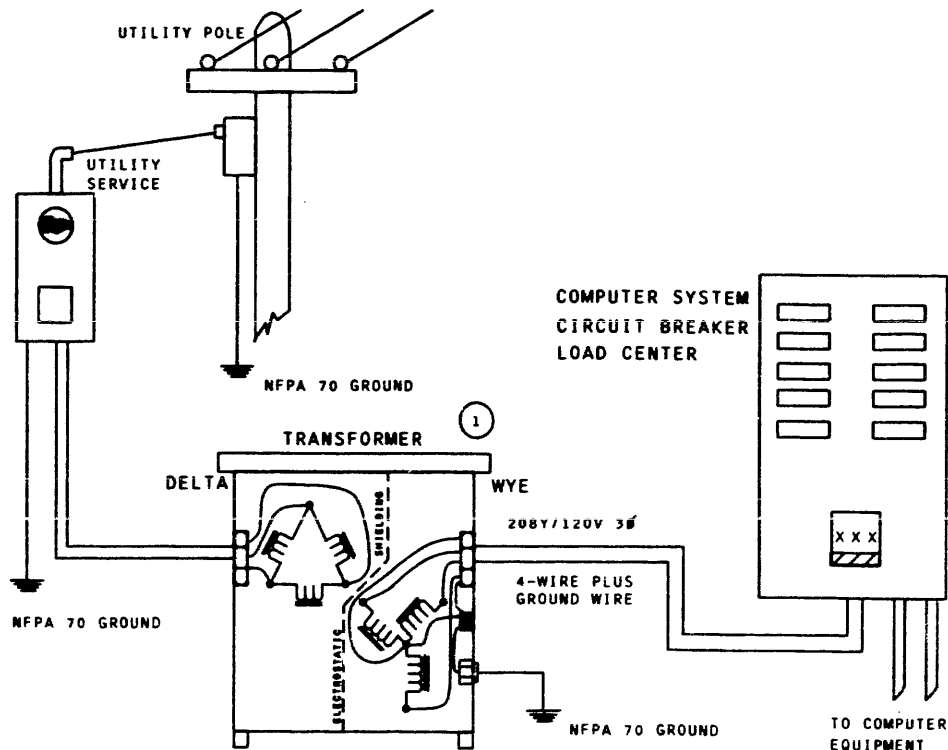 UTILITY POLE
UTILITY
SERVICE
NFPA 70 GROUND
COMPUTER SYSTEM
CIRCUIT BREAKER
LOAD CENTER
1
TRANSFORMER
DELTA
WYE
SHIELDING
208Y/120V 3Ø
X X X
4-WIRE PLUS
GROUND WIRE
NFPA 70 GROUND
ELECTROSTATIC
NFPA 70 GROUND
TO COMPUTER
EQUIPMENT